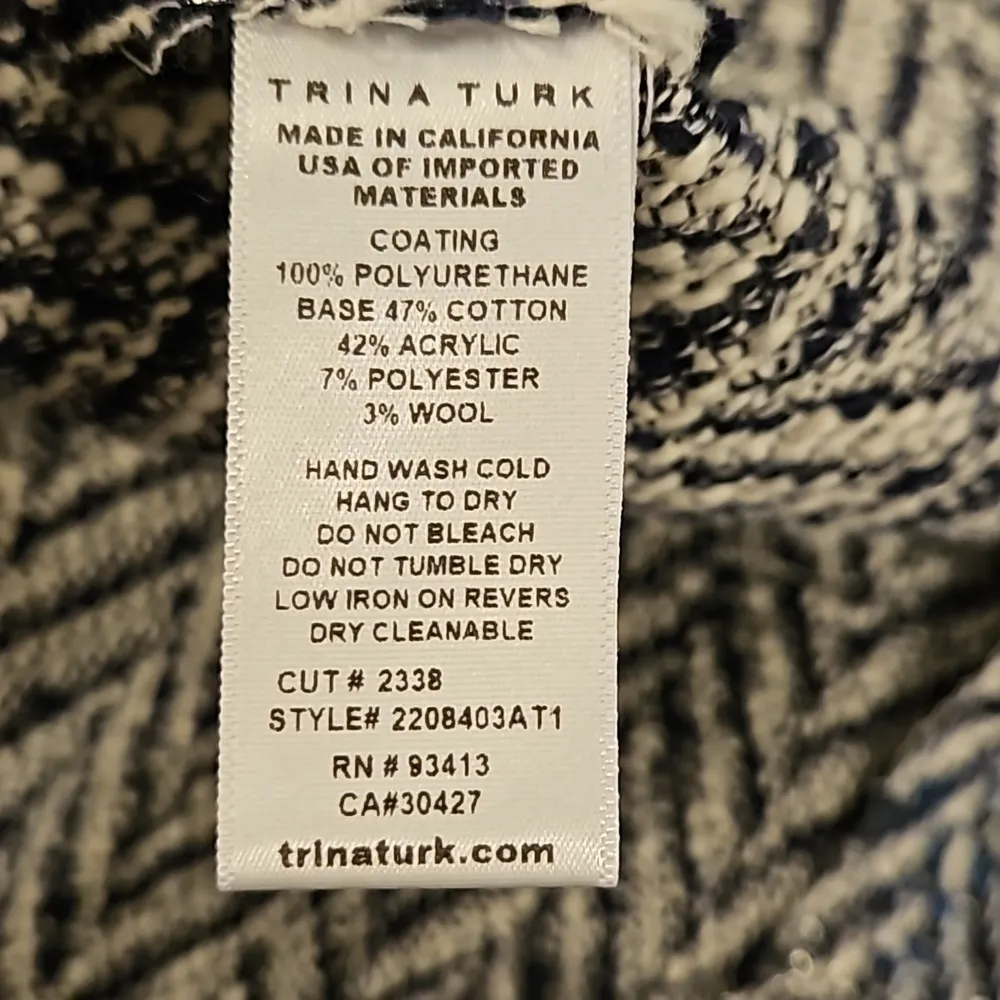 TRINA TURK
MADE IN CALIFORNIA
USA OF IMPORTED
MATERIALS
COATING
100% POLYURETHANE
BASE 47% COTTON
42% ACRYLIC
7% POLYESTER
3% WOOL
HAND WASH COLD
HANG TO DRY
DO NOT BLEACH
DO NOT TUMBLE DRY
LOW IRON ON REVERS
DRY CLEANABLE
CUT # 2338
STYLE# 2208403AT1
RN # 93413
CA#30427
trinaturk.com